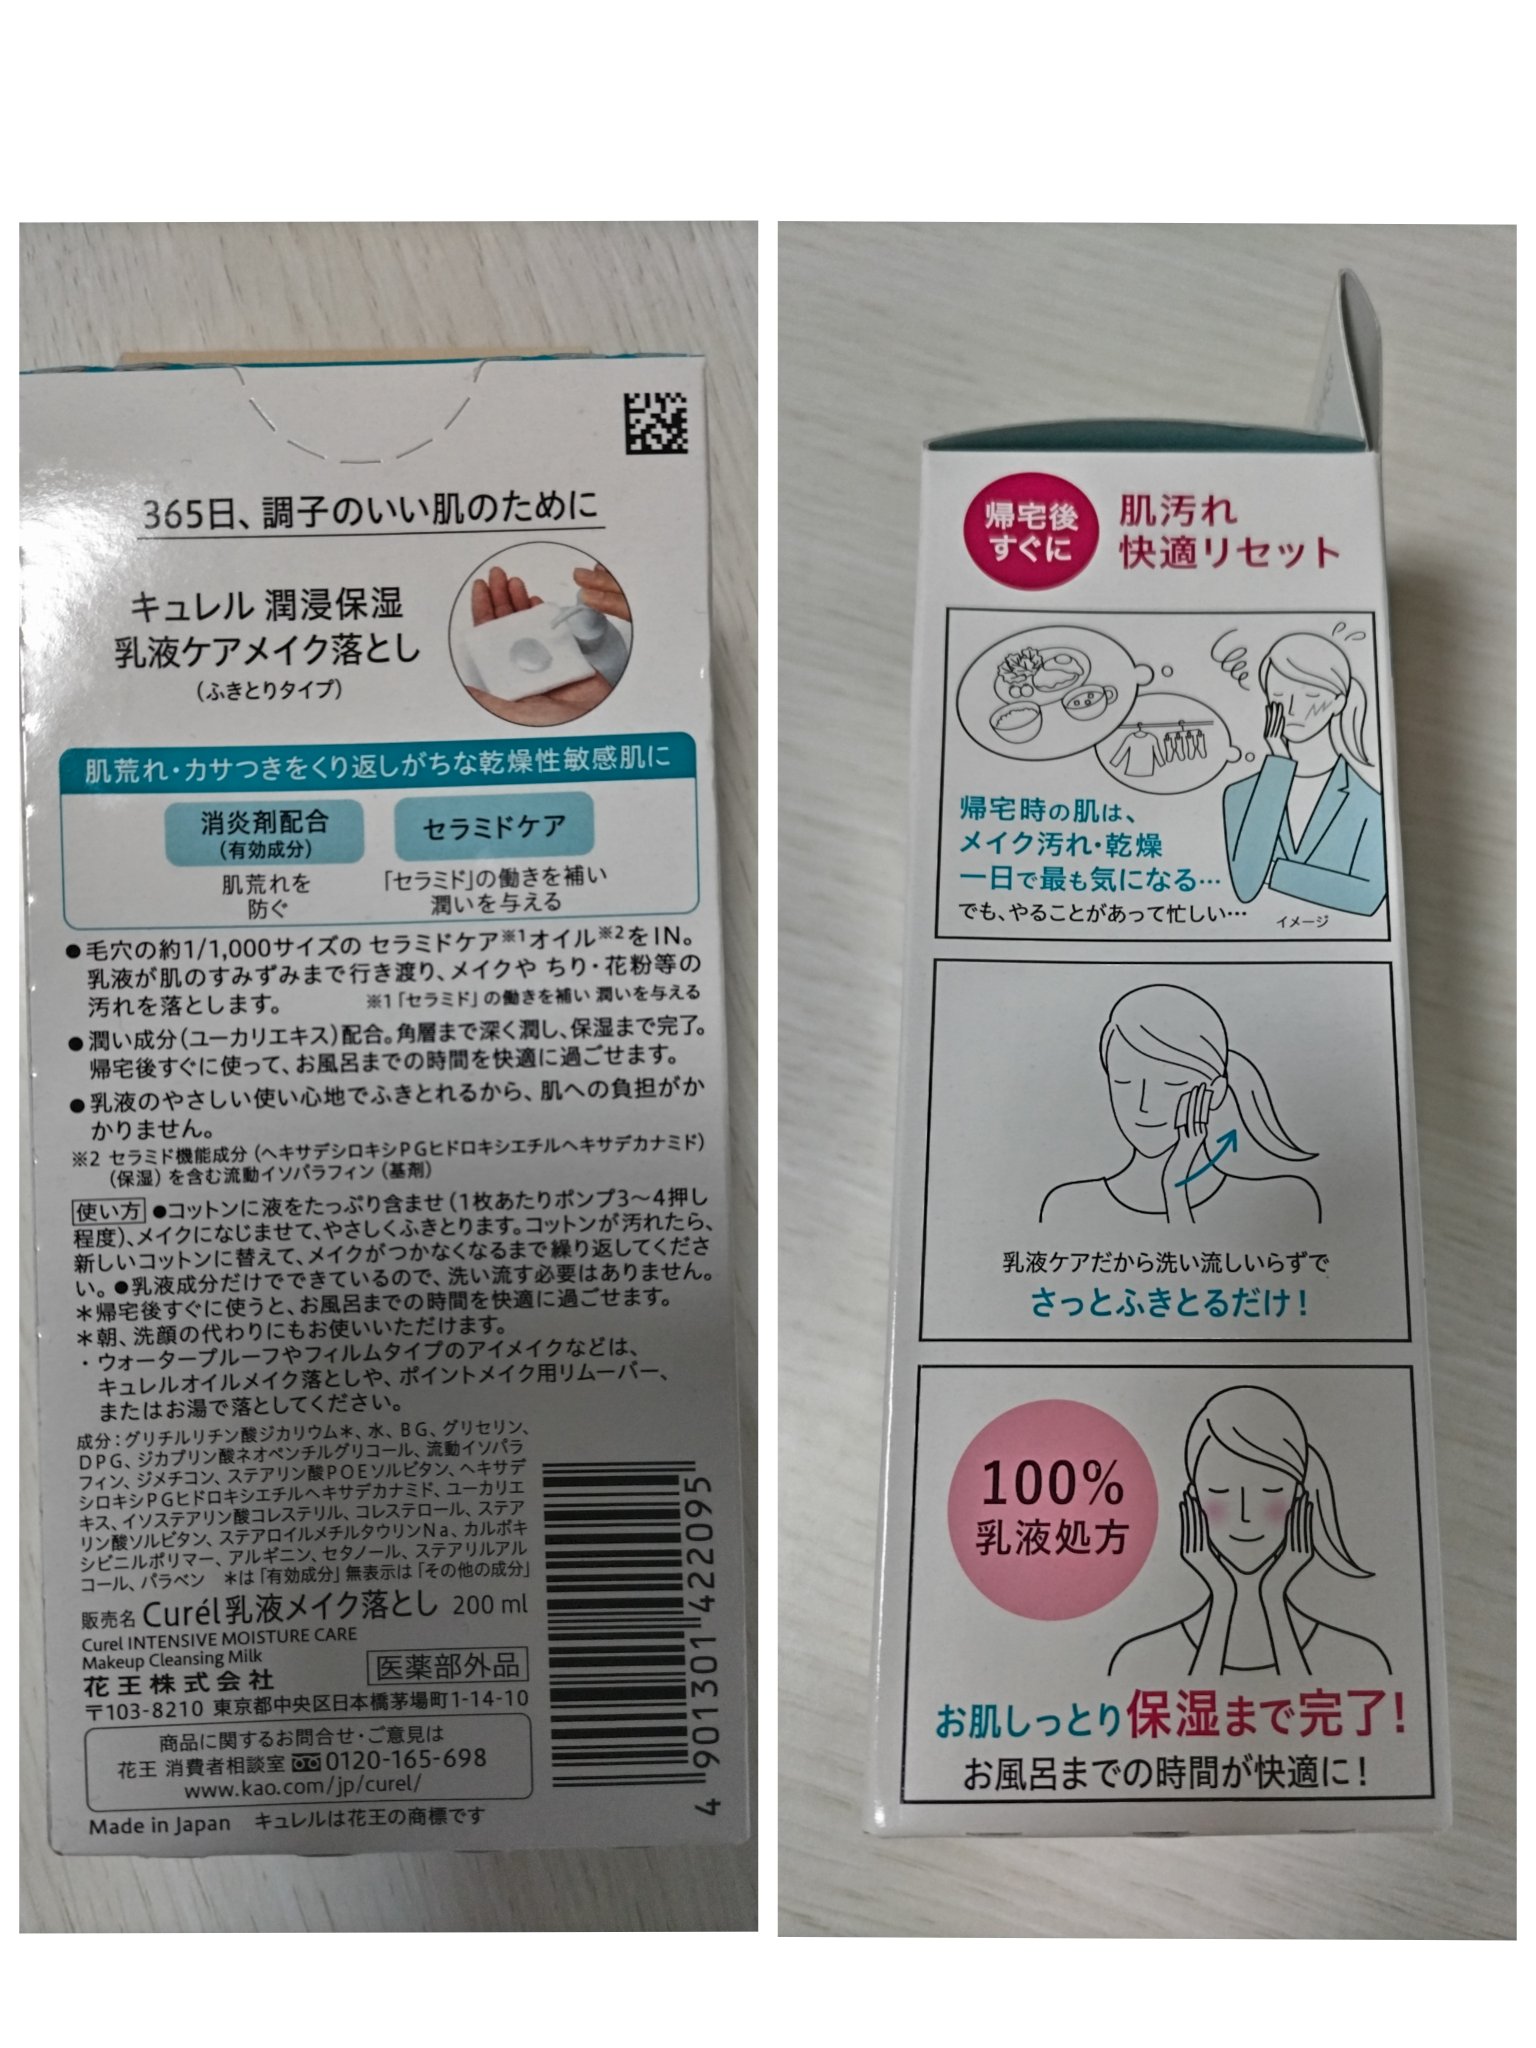 365日、調子のいい肌のために
キュレル 潤浸保湿
乳液ケアメイク落とし
(ふきとりタイプ)
肌荒れ・カサつきをくり返しがちな乾燥性敏感肌に
消炎剤配合
(有効成分)
肌荒れを
防ぐ
セラミドケア
「セラミド」の働きを補い
潤いを与える
●毛穴の約1/1,000サイズの セラミドケア※1オイル※2をIN。
乳液が肌のすみずみまで行き渡り、メイクや ちり・花粉等の
汚れを落とします。 ※1「セラミド」の働きを補い 潤いを与える
●潤い成分(ユーカリエキス)配合。角層まで深く潤し、保湿まで完了。
帰宅後すぐに使って、お風呂までの時間を快適に過ごせます。
●乳液のやさしい使い心地でふきとれるから、肌への負担がか
かりません。
※2 セラミド機能成分(ヘキサデシロキシPGヒドロキシエチルヘキサデカナミド)
(保湿)を含む流動イソパラフィン(基剤)
使い方 ●コットンに液をたっぷり含ませ(1枚あたりポンプ3〜4押し
程度)、メイクになじませて、やさしくふきとります。コットンが汚れたら、
新しいコットンに替えて、メイクがつかなくなるまで繰り返してくださ
い。●乳液成分だけでできているので、洗い流す必要はありません。
＊帰宅後すぐに使うと、お風呂までの時間を快適に過ごせます。
＊朝、洗顔の代わりにもお使いいただけます。
・ウォータープルーフやフィルムタイプのアイメイクなどは、
キュレルオイルメイク落としや、ポイントメイク用リムーバー、
またはお湯で落としてください。
成分：グリチルリチン酸ジカリウム＊、水、BG、グリセリン、
DPG、ジカプリン酸ネオペンチルグリコール、流動イソパラ
フィン、ジメチコン、ステアリン酸POEソルビタン、ヘキサデ
シロキシPGヒドロキシエチルヘキサデカナミド、ユーカリエ
キス、イソステアリン酸コレステリル、コレステロール、ステア
リン酸ソルビタン、ステアロイルメチルタウリンNa、カルボキ
シビニルポリマー、アルギニン、セタノール、ステアリルアル
コール、パラベン ＊は「有効成分」無表示は「その他の成分」
販売名 Curél乳液メイク落とし 200 ml
Curel INTENSIVE MOISTURE CARE
Makeup Cleansing Milk
医薬部外品
花王株式会社
〒103-8210 東京都中央区日本橋茅場町1-14-10
商品に関するお問合せ・ご意見は
花王 消費者相談室 0120-165-698
www.kao.com/jp/curel/
Made in Japan キュレルは花王の商標です
4 901301 422095
帰宅後
すぐに
肌汚れ
快適リセット
帰宅時の肌は、
メイク汚れ・乾燥
一日で最も気になる…
でも、やることがあって忙しい…
イメージ
乳液ケアだから洗い流しいらずで
さっとふきとるだけ！
100%
乳液処方
お肌しっとり保湿まで完了！
お風呂までの時間が快適に！